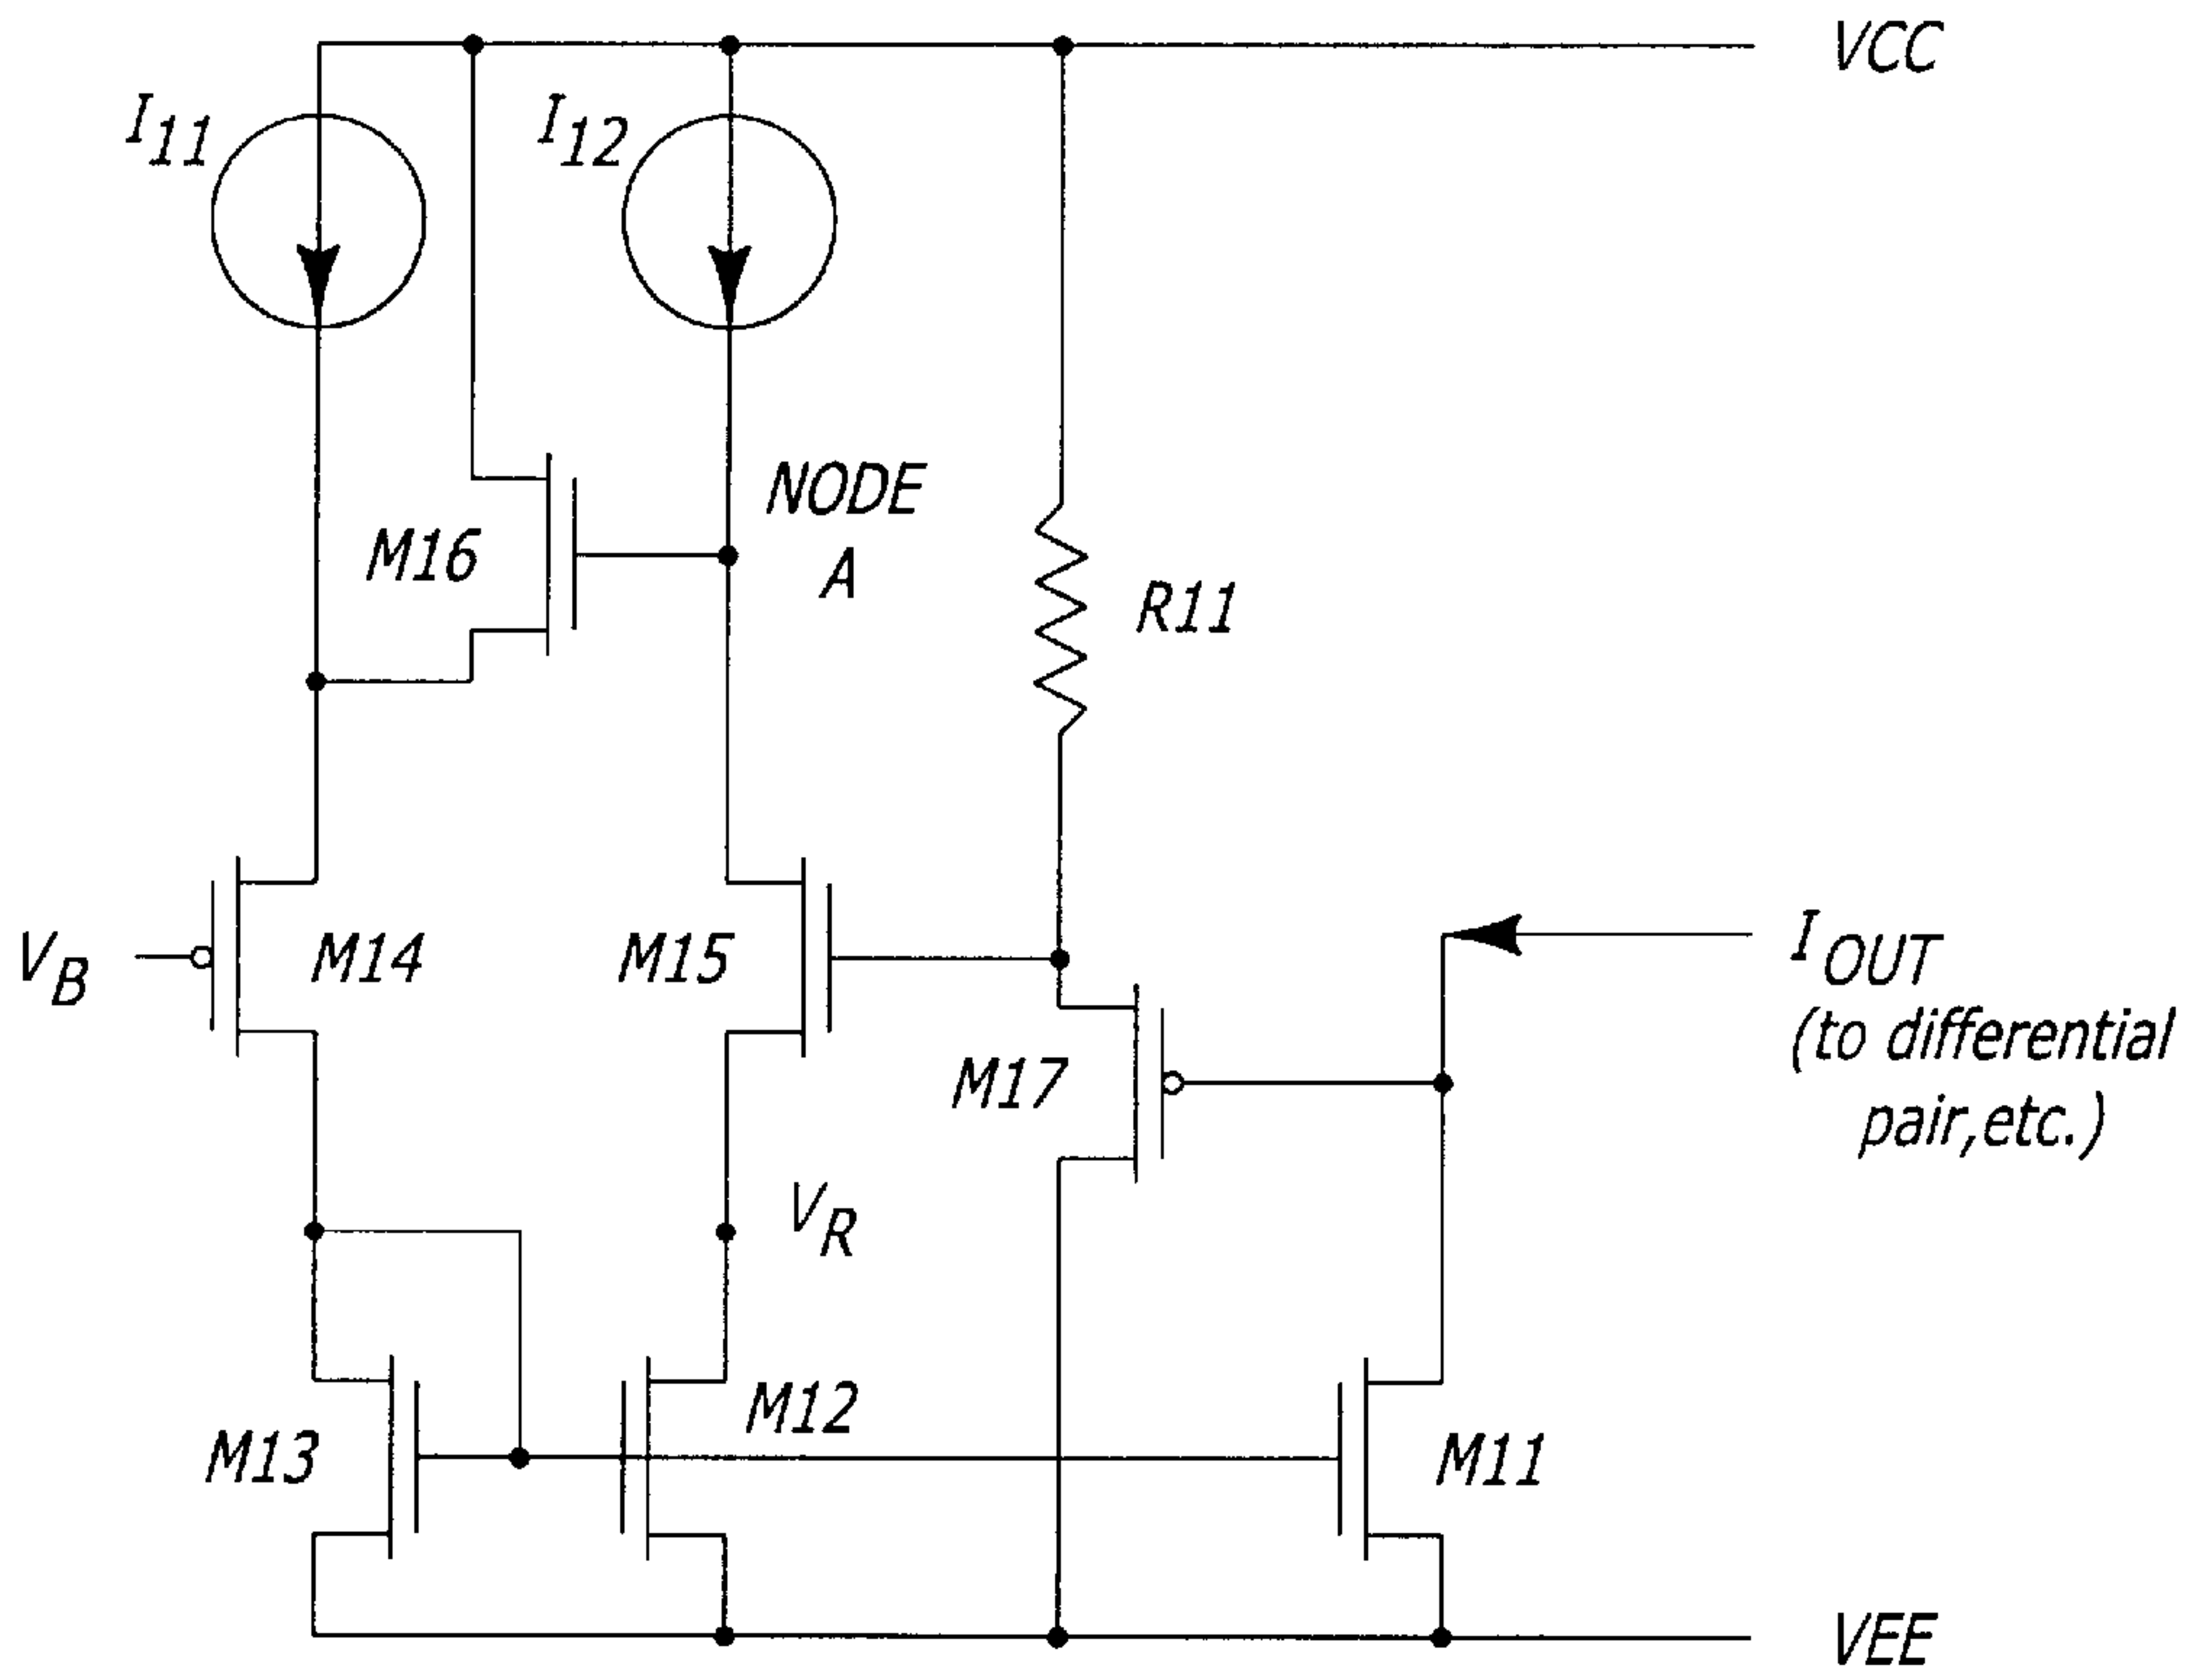 VCC
I11
I12
NODE
A
M16
R11
VB
M14
M15
IOUT
(to differential
pair,etc.)
M17
VR
M12
M13
M11
VEE